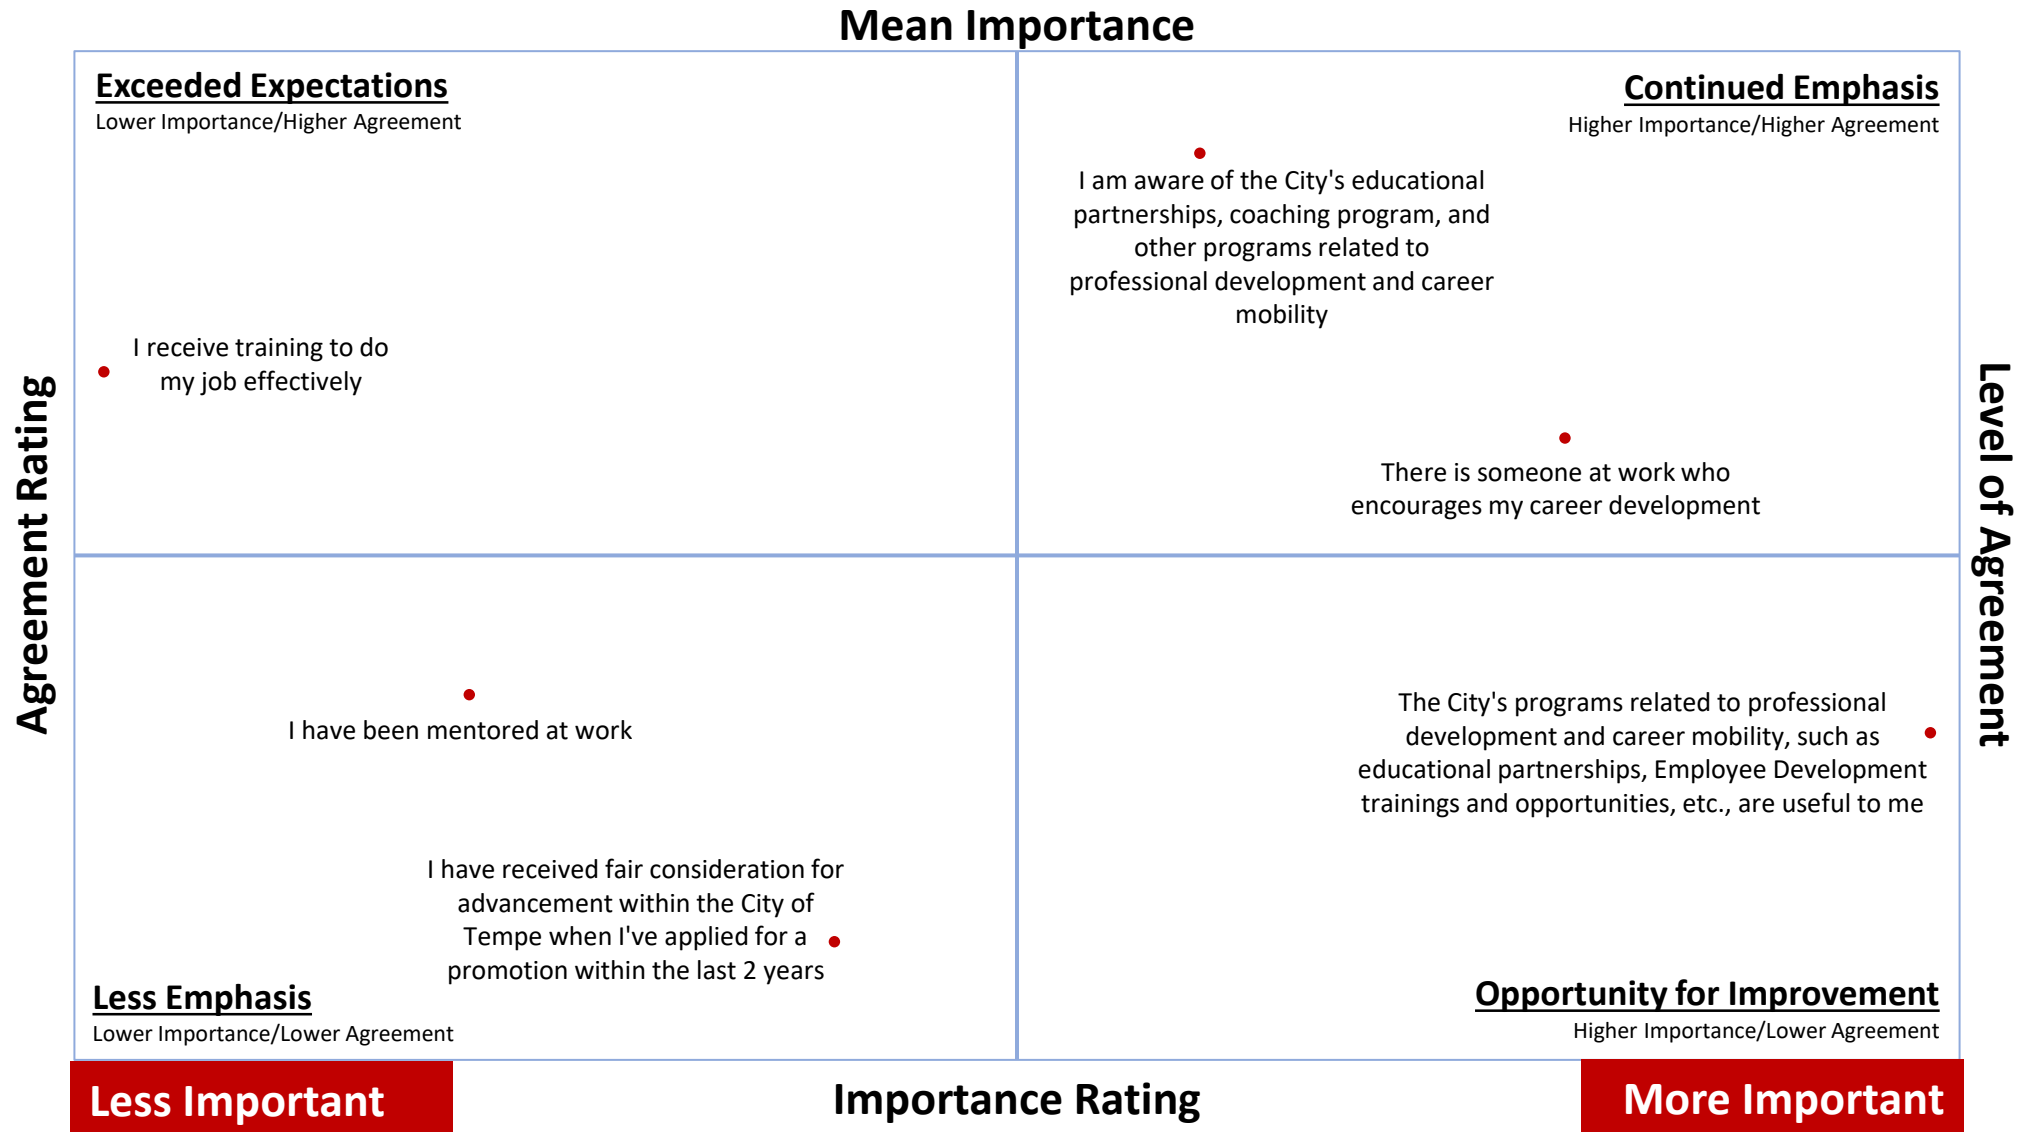 Mean Importance
Exceeded Expectations
Lower Importance/Higher Agreement
Continued Emphasis
Higher Importance/Higher Agreement
I am aware of the City's educational
partnerships, coaching program, and
other programs related to
professional development and career
mobility
I receive training to do
my job effectively
There is someone at work who
encourages my career development
Agreement Rating
Level of Agreement
I have been mentored at work
The City's programs related to professional
development and career mobility, such as
educational partnerships, Employee Development
trainings and opportunities, etc., are useful to me
I have received fair consideration for
advancement within the City of
Tempe when I've applied for a
promotion within the last 2 years
Less Emphasis
Lower Importance/Lower Agreement
Opportunity for Improvement
Higher Importance/Lower Agreement
Less Important
Importance Rating
More Important